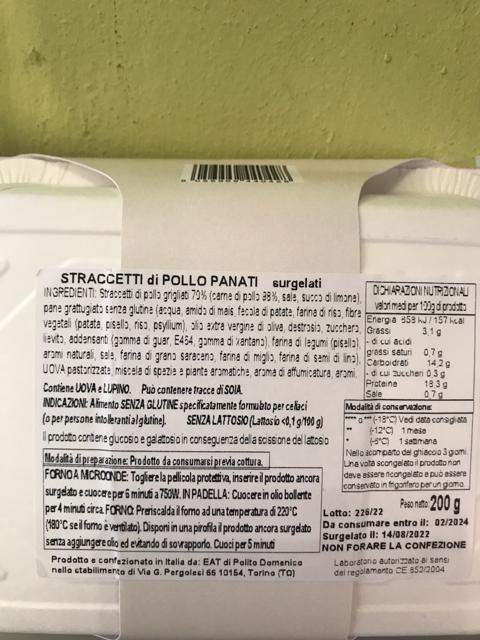 STRACCETTI di POLLO PANATI surgelati
INGREDIENTI: Straccetti di pollo grigliati 79% (carne di pollo 98%, sale, succo di limone),
pane grattugiato senza glutine (acqua, amido di mais, fecola di patate, farina di riso, fibre
vegetali (patata, pisello, riso, psyllium), olio extra vergine di oliva, destrosio, zucchero,
lievito, addensanti (gomma di guar, E464, gomma di xantano), farina di legumi (pisello),
aromi naturali, sale, farina di grano saraceno, farina di miglio, farina di semi di lino),
UOVA pastorizzate, miscela di spezie e piante aromatiche, aroma di affumicatura, aromi.
Contiene UOVA e LUPINO. Può contenere tracce di SOIA.
INDICAZIONI: Alimento SENZA GLUTINE specificatamente formulato per celiaci
(o per persone intolleranti al glutine). SENZA LATTOSIO (Lattosio <0,1 g/100 g)
Il prodotto contiene glucosio e galattosio in conseguenza della scissione del lattosio
Modalità di preparazione: Prodotto da consumarsi previa cottura.
FORNO A MICROONDE: Togliere la pellicola protettiva, inserire il prodotto ancora
surgelato e cuocere per 6 minuti a 750W. IN PADELLA: Cuocere in olio bollente
per 4 minuti circa. FORNO: Preriscalda il forno ad una temperatura di 220°C
(180°C se il forno è ventilato). Disponi in una pirofila il prodotto ancora surgelato
senza aggiungere olio ed evitando di sovrapporlo. Cuoci per 5 minuti
Prodotto e confezionato in Italia da: EAT di Polito Domenico
nello stabilimento di Via G. Pergolesi 65 10154, Torino (TO)
DICHIARAZIONI NUTRIZIONALI
valori medi per 100g di prodotto
Energia 658 kJ / 157 kcal
Grassi 3,1 g
- di cui acidi
grassi saturi 0,7 g
Carboidrati 14,2 g
- di cui zuccheri 0,3 g
Proteine 18,3 g
Sale 0,7 g
Modalità di conservazione:
**** o *** (-18°C) Vedi data consigliata
** (-12°C) 1 mese
* (-6°C) 1 settimana
Nello scomparto del ghiaccio 3 giorni.
Una volta scongelato il prodotto non
deve essere ricongelato e può essere
conservato in frigorifero per un giorno.
Peso netto: 200 g
Lotto: 226/22
Da consumare entro il: 02/2024
Surgelato il: 14/08/2022
NON FORARE LA CONFEZIONE
Laboratorio autorizzato ai sensi
del regolamento CE 852/2004